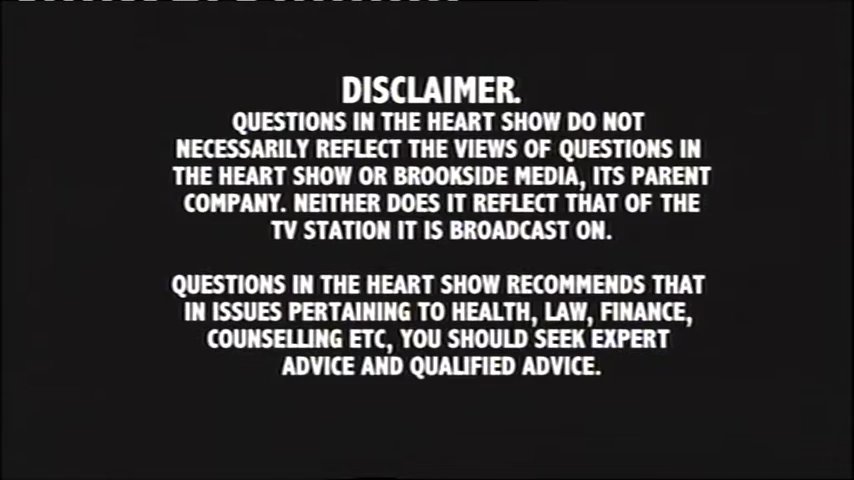 DISCLAIMER.
QUESTIONS IN THE HEART SHOW DO NOT
NECESSARILY REFLECT THE VIEWS OF QUESTIONS IN
THE HEART SHOW OR BROOKSIDE MEDIA, ITS PARENT
COMPANY. NEITHER DOES IT REFLECT THAT OF THE
TV STATION IT IS BROADCAST ON.
QUESTIONS IN THE HEART SHOW RECOMMENDS THAT
IN ISSUES PERTAINING TO HEALTH, LAW, FINANCE,
COUNSELLING ETC, YOU SHOULD SEEK EXPERT
ADVICE AND QUALIFIED ADVICE.